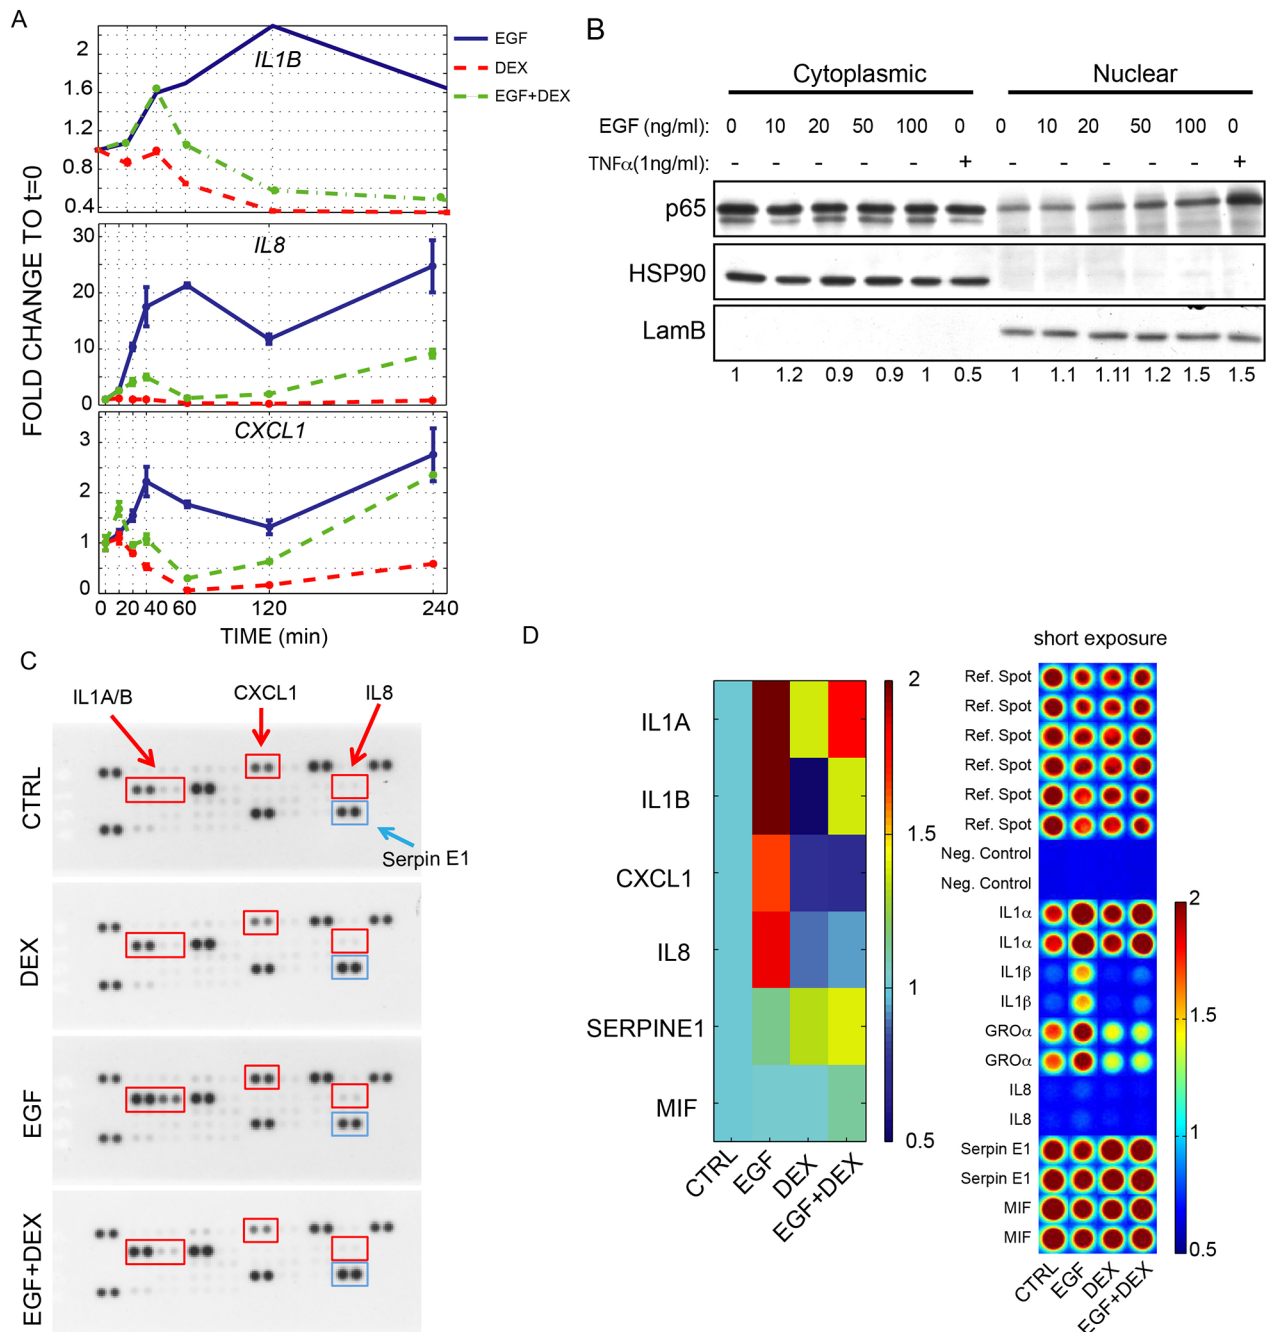 A
2
1.6
1.2
0.8
0.4
IL1B
EGF
DEX
EGF+DEX
FOLD CHANGE TO t=0
30
20
10
0
IL8
3
2
1
0
CXCL1
0 20 40 60 120 240
TIME (min)
B
Cytoplasmic Nuclear
EGF (ng/ml): 0 10 20 50 100 0 0 10 20 50 100 0
TNFα(1ng/ml): - - - - - + - - - - - +
p65
HSP90
LamB
1 1.2 0.9 0.9 1 0.5 1 1.1 1.11 1.2 1.5 1.5
C
IL1A/B CXCL1 IL8
CTRL
Serpin E1
DEX
EGF
EGF+DEX
D
IL1A
IL1B
CXCL1
IL8
SERPINE1
MIF
CTRL EGF DEX EGF+DEX
2
1.5
1
0.5
short exposure
Ref. Spot
Ref. Spot
Ref. Spot
Ref. Spot
Ref. Spot
Ref. Spot
Neg. Control
Neg. Control
IL1α
IL1α
IL1β
IL1β
GROα
GROα
IL8
IL8
Serpin E1
Serpin E1
MIF
MIF
CTRL EGF DEX EGF+DEX
2
1.5
1
0.5